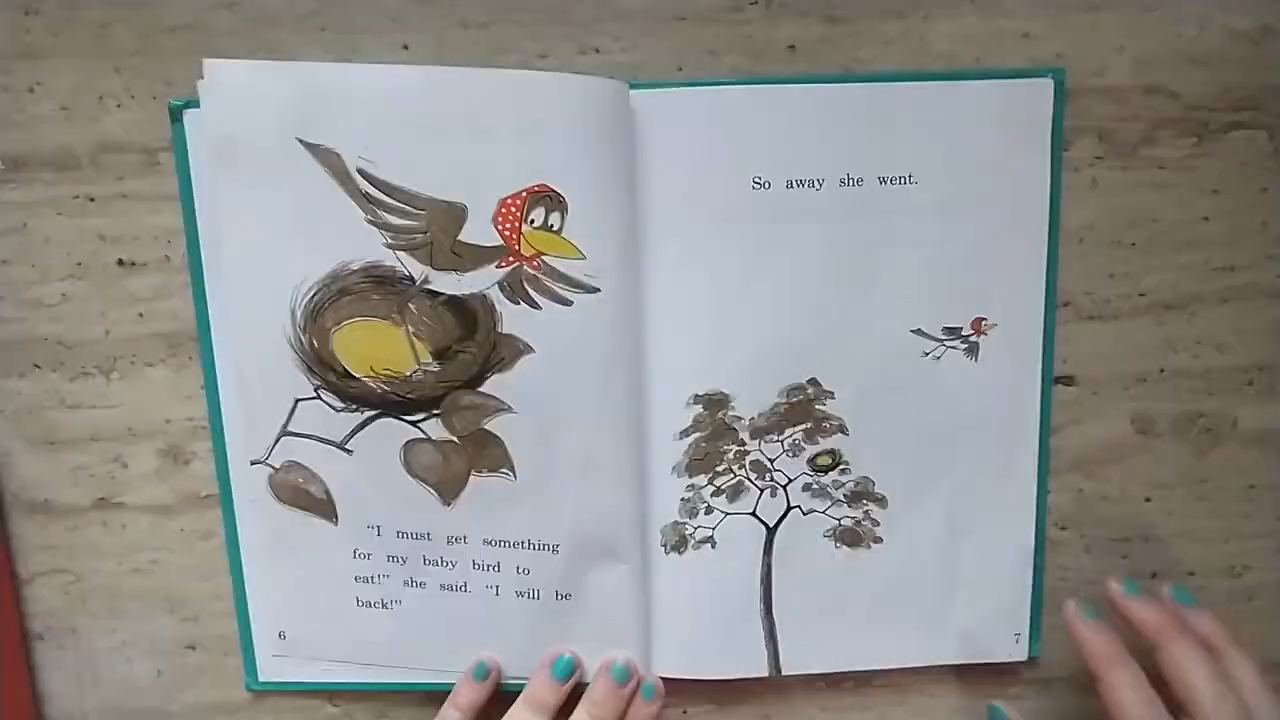 "I must get something
for my baby bird to
eat!" she said. "I will be
back!"
6
So away she went.
7